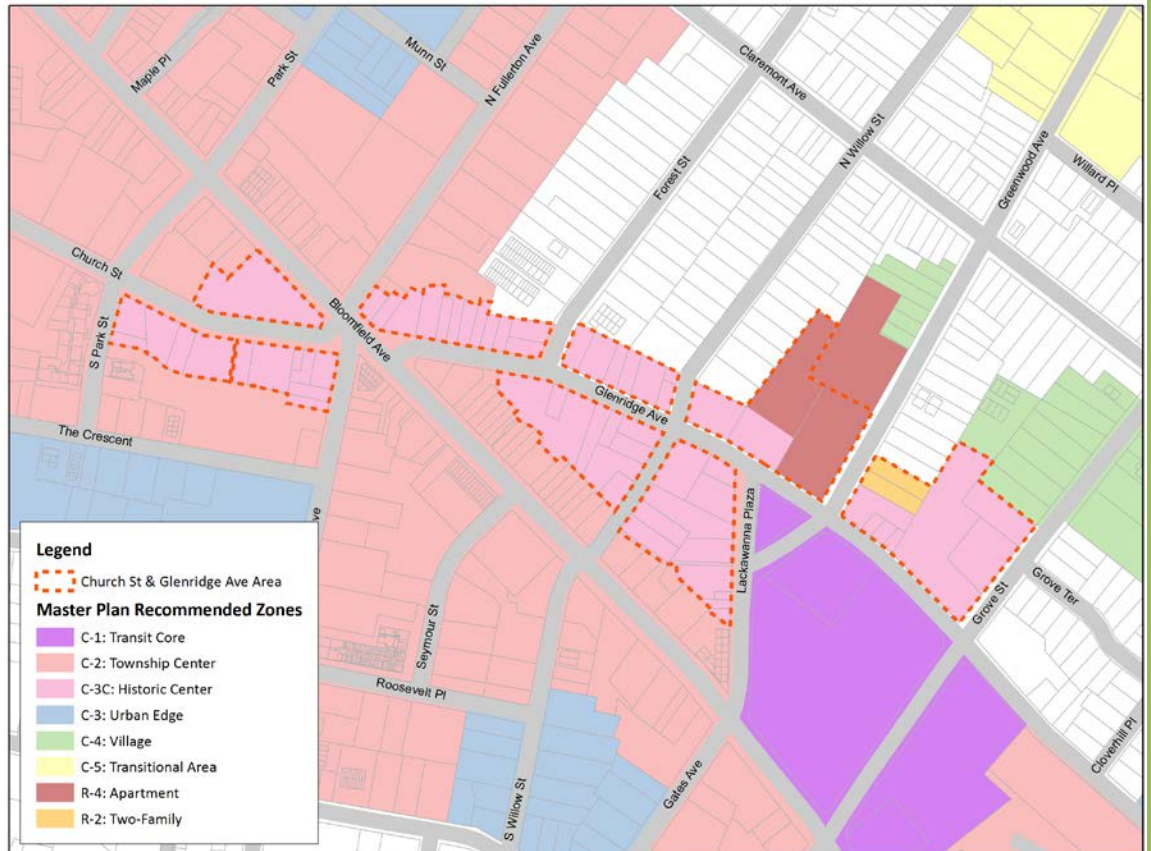 Maple Pl
Park St
Munn St
N Fullerton Ave
Claremont Ave
Forest St
N Willow St
Greenwood Ave
Willard Pl
Church St
S Park St
Bloomfield Ave
Glenridge Ave
The Crescent
Lackawanna Plaza
Grove St
Grove Ter
Cloverhill Pl
Seymour St
Roosevelt Pl
S Willow St
Gates Ave
Ave
Legend
Church St & Glenridge Ave Area
Master Plan Recommended Zones
C-1: Transit Core
C-2: Township Center
C-3C: Historic Center
C-3: Urban Edge
C-4: Village
C-5: Transitional Area
R-4: Apartment
R-2: Two-Family